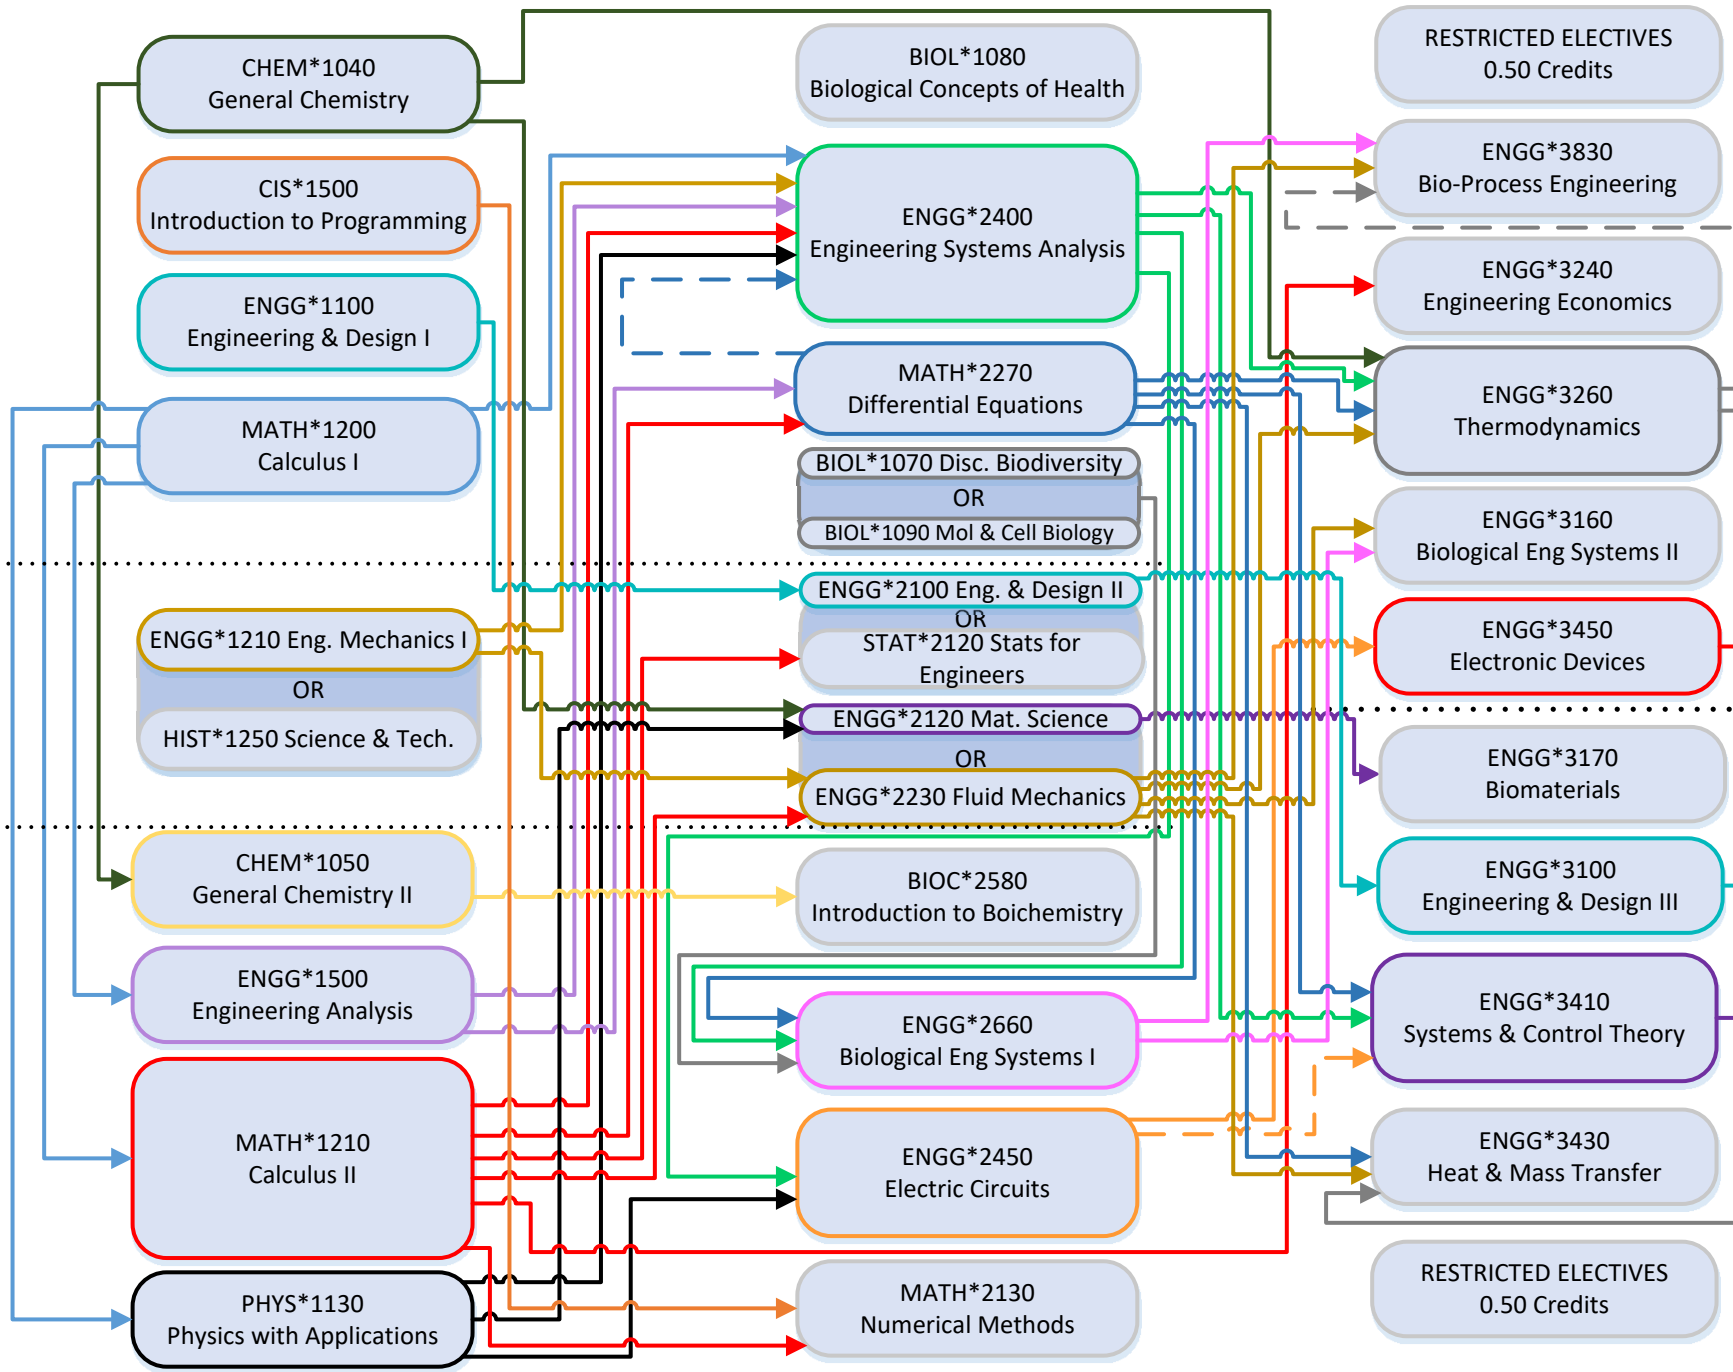 CHEM*1040
General Chemistry
CIS*1500
Introduction to Programming
ENGG*1100
Engineering & Design I
MATH*1200
Calculus I
ENGG*1210 Eng. Mechanics I
OR
HIST*1250 Science & Tech.
CHEM*1050
General Chemistry II
ENGG*1500
Engineering Analysis
MATH*1210
Calculus II
PHYS*1130
Physics with Applications
BIOL*1080
Biological Concepts of Health
ENGG*2400
Engineering Systems Analysis
MATH*2270
Differential Equations
BIOL*1070 Disc. Biodiversity
OR
BIOL*1090 Mol & Cell Biology
ENGG*2100 Eng. & Design II
OR
STAT*2120 Stats for
Engineers
ENGG*2120 Mat. Science
OR
ENGG*2230 Fluid Mechanics
BIOC*2580
Introduction to Boichemistry
ENGG*2660
Biological Eng Systems I
ENGG*2450
Electric Circuits
MATH*2130
Numerical Methods
RESTRICTED ELECTIVES
0.50 Credits
ENGG*3830
Bio-Process Engineering
ENGG*3240
Engineering Economics
ENGG*3260
Thermodynamics
ENGG*3160
Biological Eng Systems II
ENGG*3450
Electronic Devices
ENGG*3170
Biomaterials
ENGG*3100
Engineering & Design III
ENGG*3410
Systems & Control Theory
ENGG*3430
Heat & Mass Transfer
RESTRICTED ELECTIVES
0.50 Credits